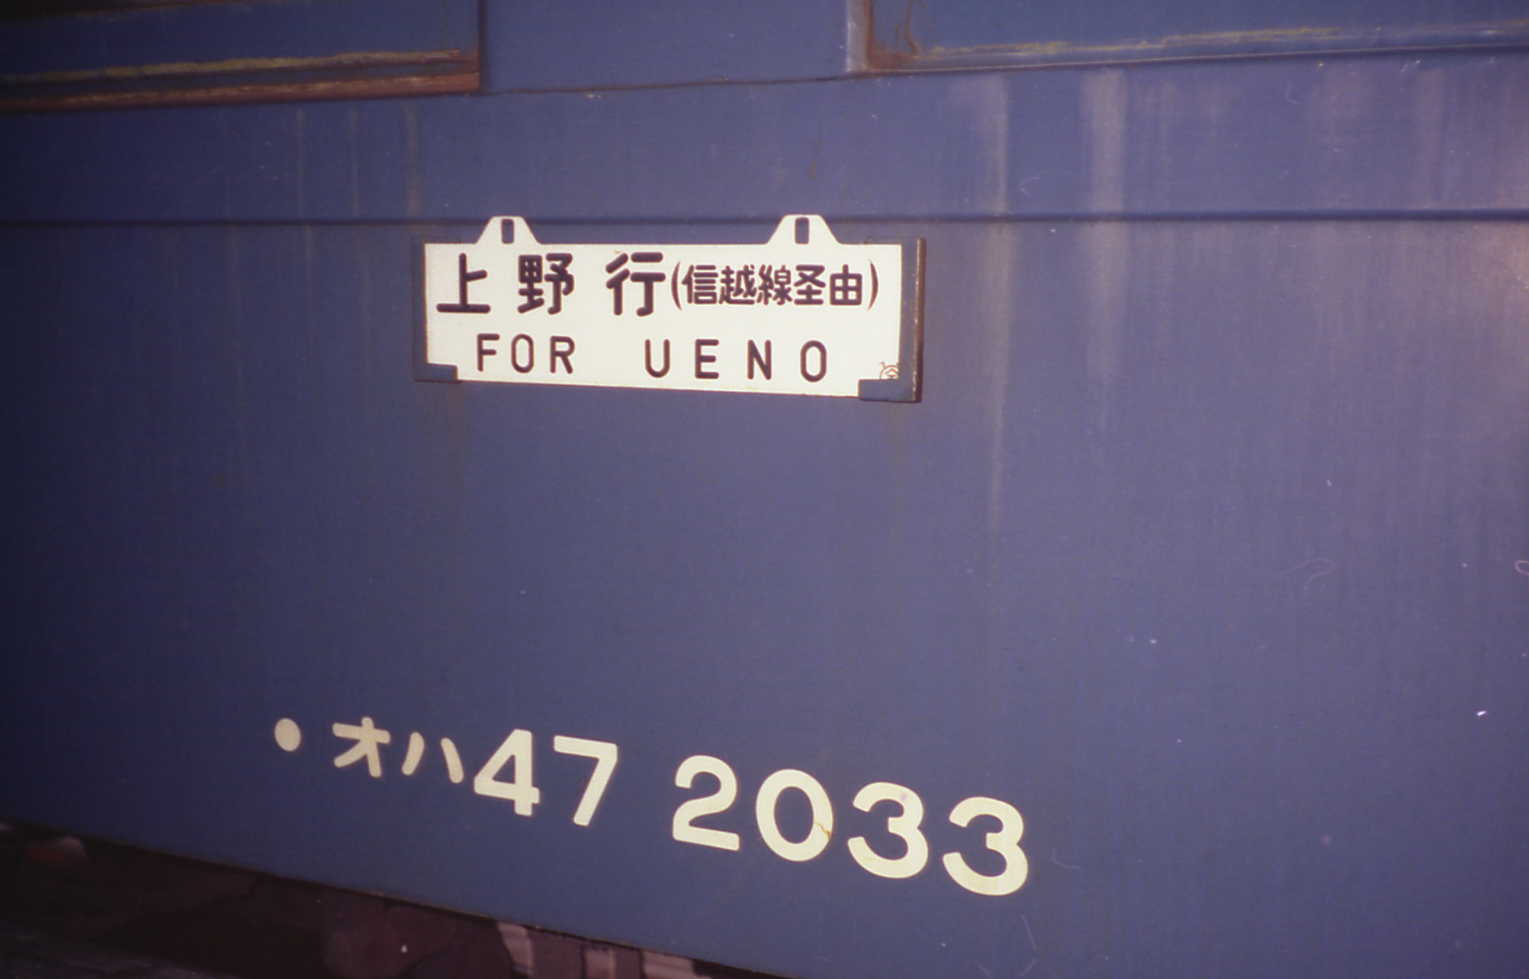 上野行(信越線経由)
FOR UENO
• オハ47 2033